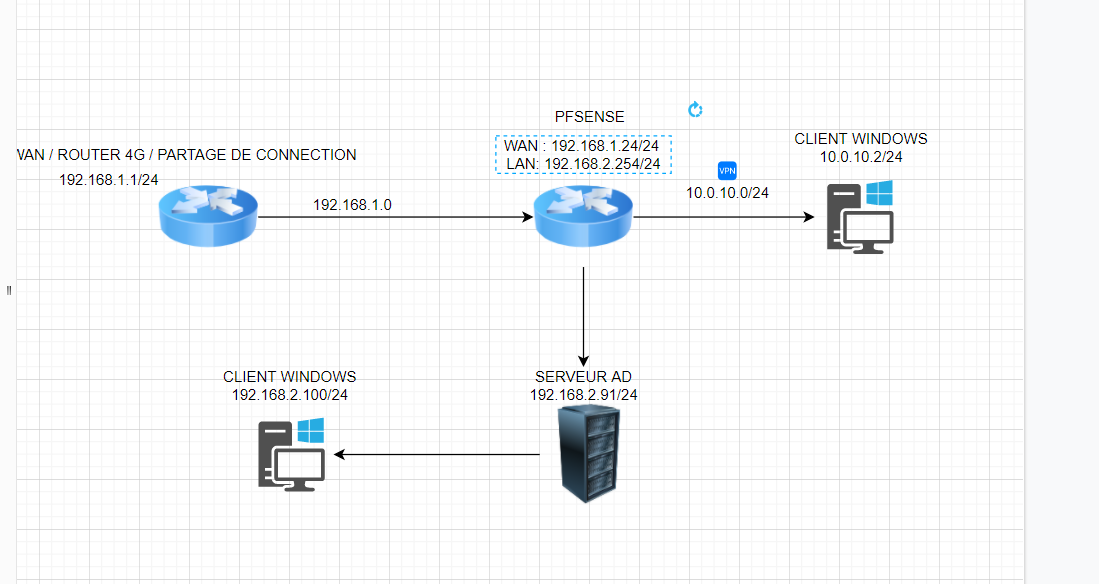 PFSENSE
WAN : 192.168.1.24/24
LAN: 192.168.2.254/24
WAN / ROUTER 4G / PARTAGE DE CONNECTION
192.168.1.1/24
192.168.1.0
VPN
10.0.10.0/24
CLIENT WINDOWS
10.0.10.2/24
CLIENT WINDOWS
192.168.2.100/24
SERVEUR AD
192.168.2.91/24